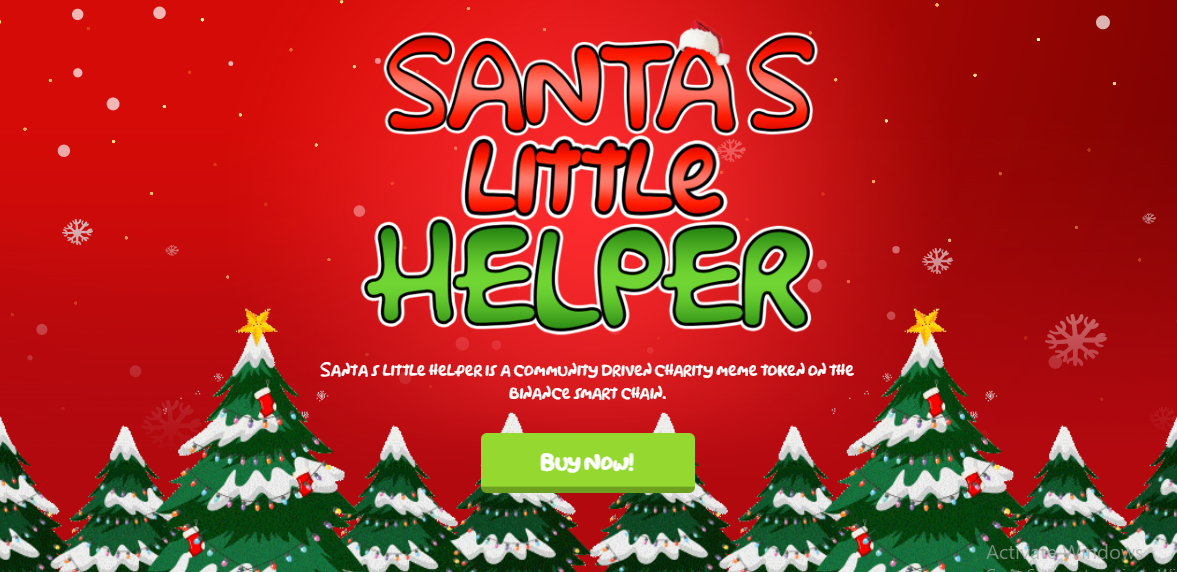 SANTA S
LITTLE
HELPER
SANTA S LITTLE HELPER IS A COMMUNITY DRIVEN CHARITY MEME TOKEN ON THE
BINANCE SMART CHAIN.
BUY NOW!
Activate Windows